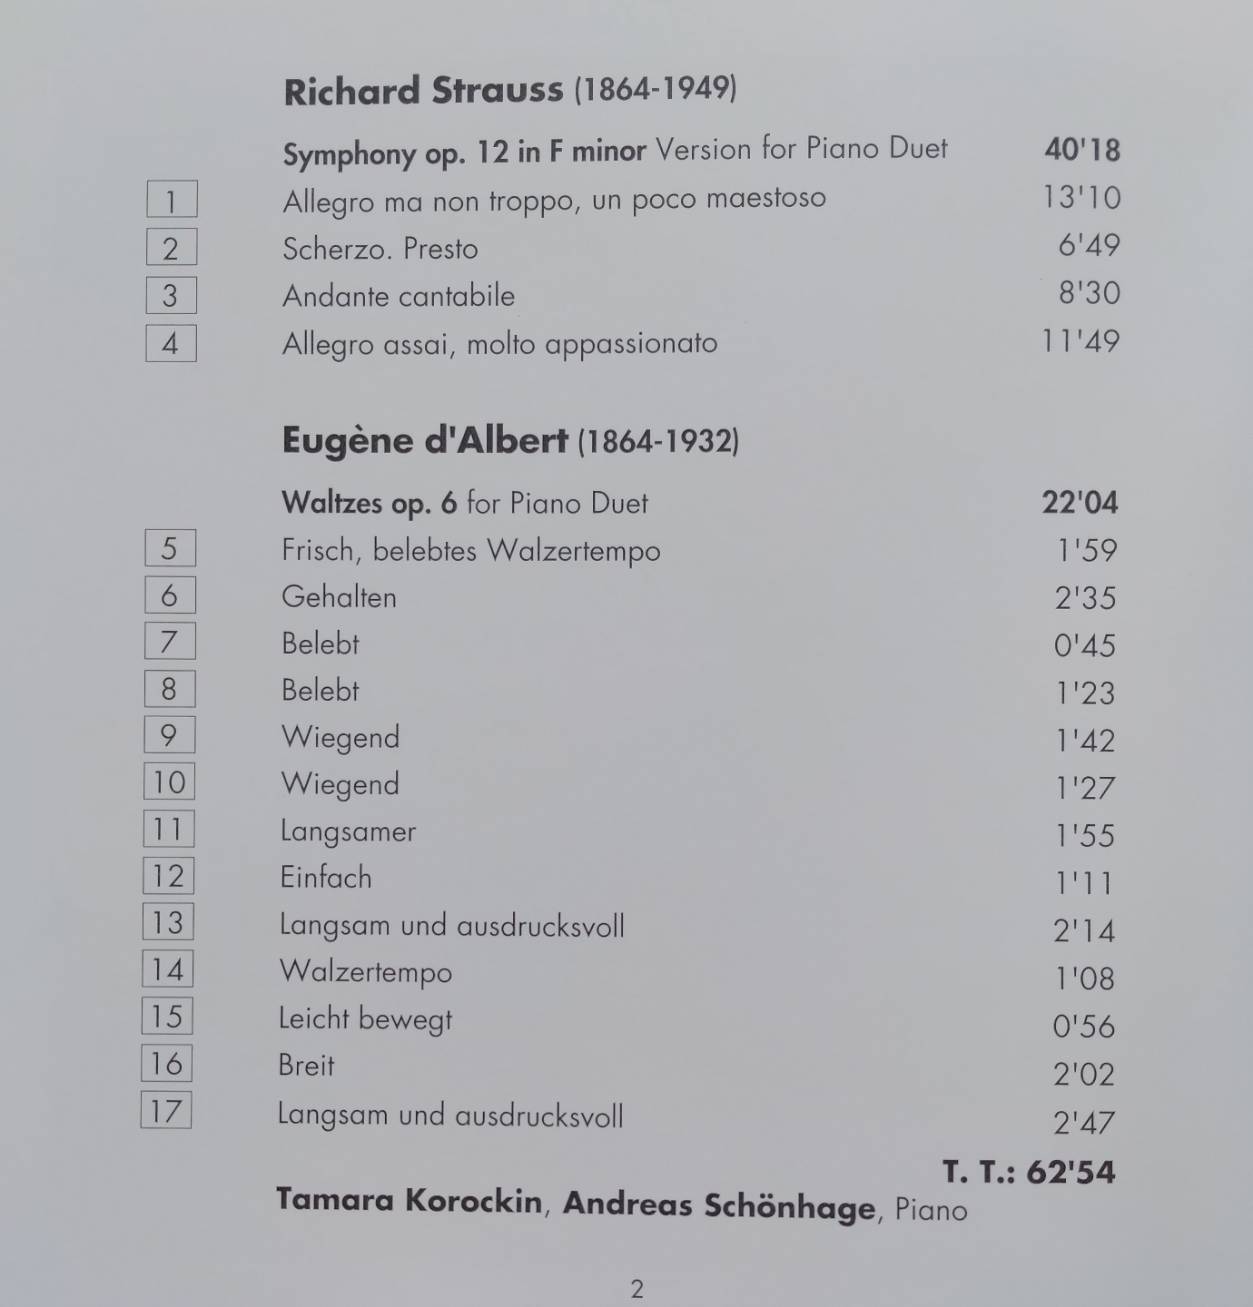 Richard Strauss (1864-1949)
Symphony op. 12 in F minor Version for Piano Duet 40'18
1 Allegro ma non troppo, un poco maestoso 13'10
2 Scherzo. Presto 6'49
3 Andante cantabile 8'30
4 Allegro assai, molto appassionato 11'49
Eugène d'Albert (1864-1932)
Waltzes op. 6 for Piano Duet 22'04
5 Frisch, belebtes Walzertempo 1'59
6 Gehalten 2'35
7 Belebt 0'45
8 Belebt 1'23
9 Wiegend 1'42
10 Wiegend 1'27
11 Langsamer 1'55
12 Einfach 1'11
13 Langsam und ausdrucksvoll 2'14
14 Walzertempo 1'08
15 Leicht bewegt 0'56
16 Breit 2'02
17 Langsam und ausdrucksvoll 2'47
T. T.: 62'54
Tamara Korockin, Andreas Schönhage, Piano
2